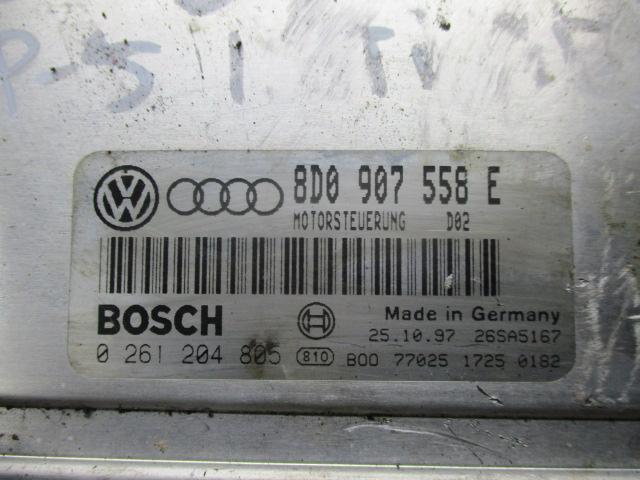 P-51
8D0 907 558 E
MOTORSTEUERUNG D02
BOSCH
Made in Germany
25.10.97 26SA5167
0 261 204 805 810 B00 77025 1725 0182